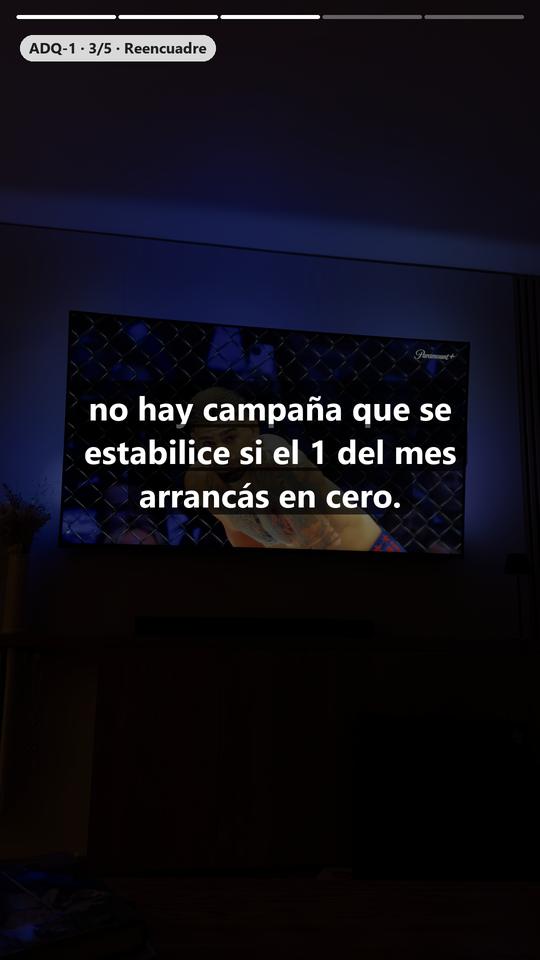 ADQ-1 · 3/5 · Reencuadre
Paramount+
no hay campaña que se
estabilice si el 1 del mes
arrancás en cero.